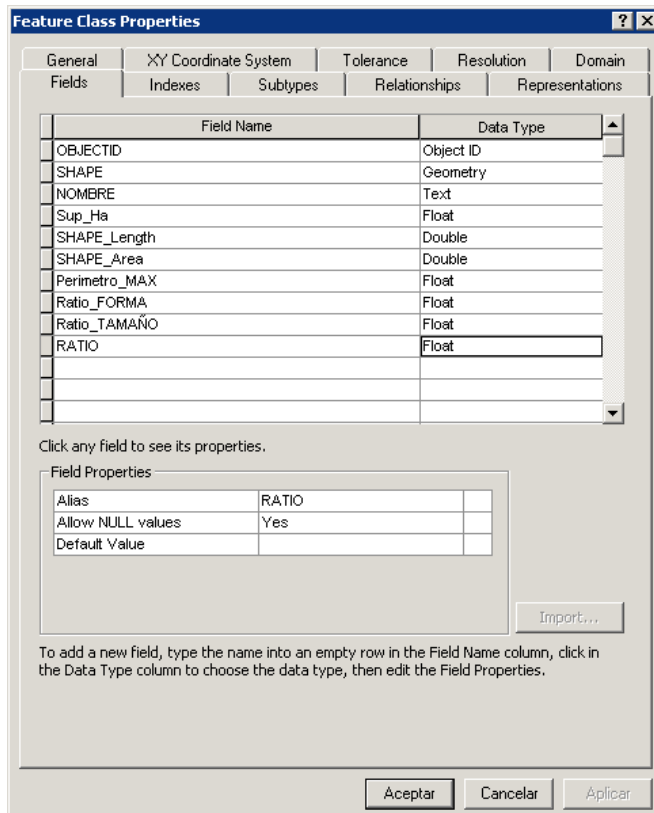 Feature Class Properties
General XY Coordinate System Tolerance Resolution Domain
Fields Indexes Subtypes Relationships Representations
Field Name Data Type
OBJECTID Object ID
SHAPE Geometry
NOMBRE Text
Sup_Ha Float
SHAPE_Length Double
SHAPE_Area Double
Perimetro_MAX Float
Ratio_FORMA Float
Ratio_TAMAÑO Float
RATIO Float
Click any field to see its properties.
Field Properties
Alias RATIO
Allow NULL values Yes
Default Value
Import...
To add a new field, type the name into an empty row in the Field Name column, click in
the Data Type column to choose the data type, then edit the Field Properties.
Aceptar Cancelar Aplicar